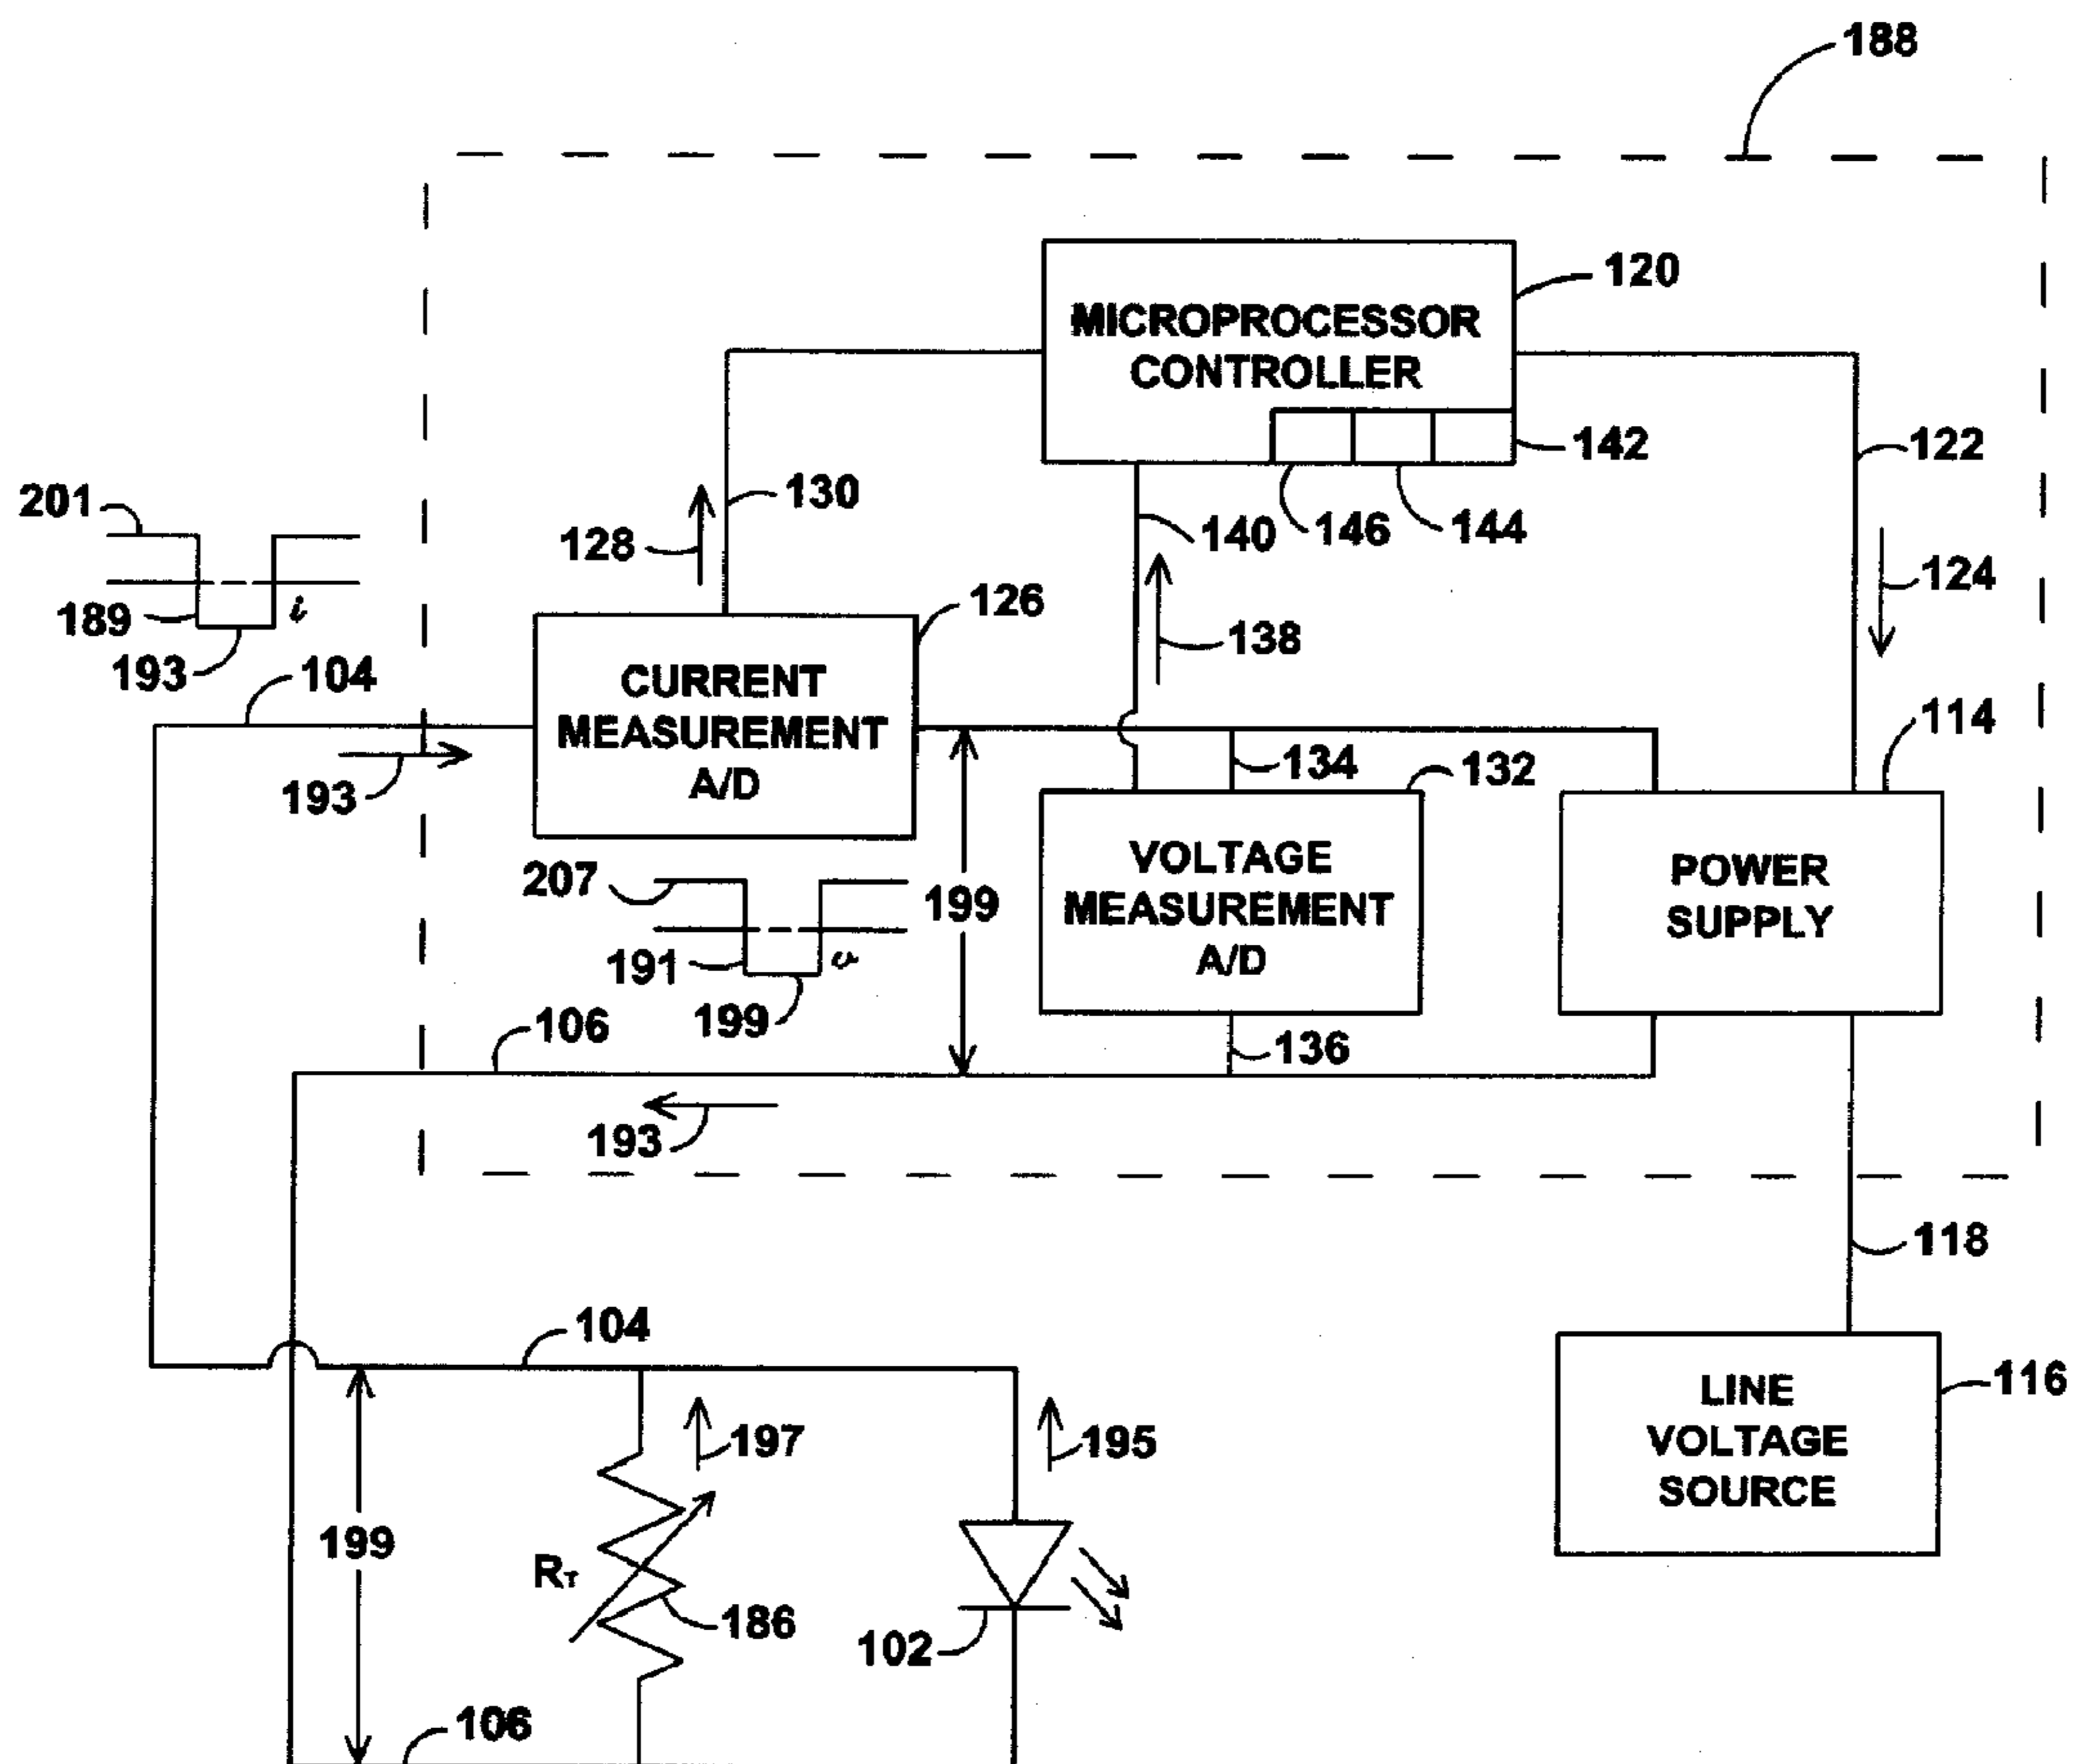 188
MICROPROCESSOR
CONTROLLER
120
142
122
130
128
140
146
144
124
201
189
i
193
104
126
138
CURRENT
MEASUREMENT
A/D
193
134
132
114
207
191
v
199
199
VOLTAGE
MEASUREMENT
A/D
POWER
SUPPLY
106
136
193
118
104
197
195
LINE
VOLTAGE
SOURCE
116
199
RT
186
102
106